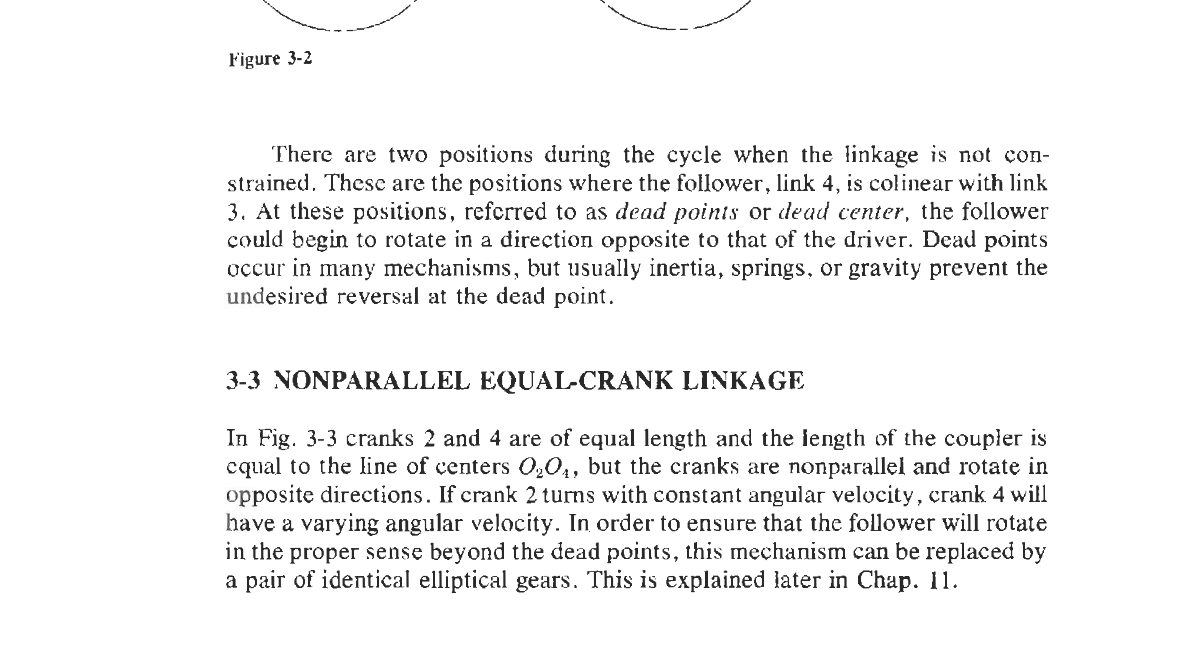 Figure 3-2
There are two positions during the cycle when the linkage is not con-
strained. These are the positions where the follower, link 4, is colinear with link
3. At these positions, referred to as dead points or dead center, the follower
could begin to rotate in a direction opposite to that of the driver. Dead points
occur in many mechanisms, but usually inertia, springs, or gravity prevent the
undesired reversal at the dead point.
3-3 NONPARALLEL EQUAL-CRANK LINKAGE
In Fig. 3-3 cranks 2 and 4 are of equal length and the length of the coupler is
equal to the line of centers O₂O₄, but the cranks are nonparallel and rotate in
opposite directions. If crank 2 turns with constant angular velocity, crank 4 will
have a varying angular velocity. In order to ensure that the follower will rotate
in the proper sense beyond the dead points, this mechanism can be replaced by
a pair of identical elliptical gears. This is explained later in Chap. 11.